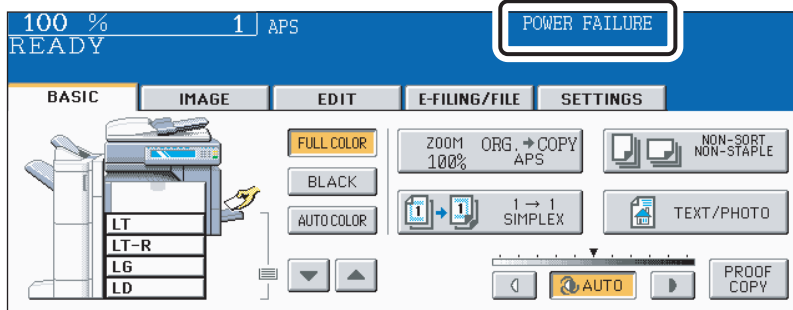 100 % 1 APS POWER FAILURE
READY
BASIC IMAGE EDIT E-FILING/FILE SETTINGS
FULL COLOR
BLACK
AUTO COLOR
ZOOM ORG.→COPY
100% APS
NON-SORT
NON-STAPLE
1 → 1 1 → 1
SIMPLEX
TEXT/PHOTO
LT
LT-R
LG
LD
AUTO
PROOF
COPY